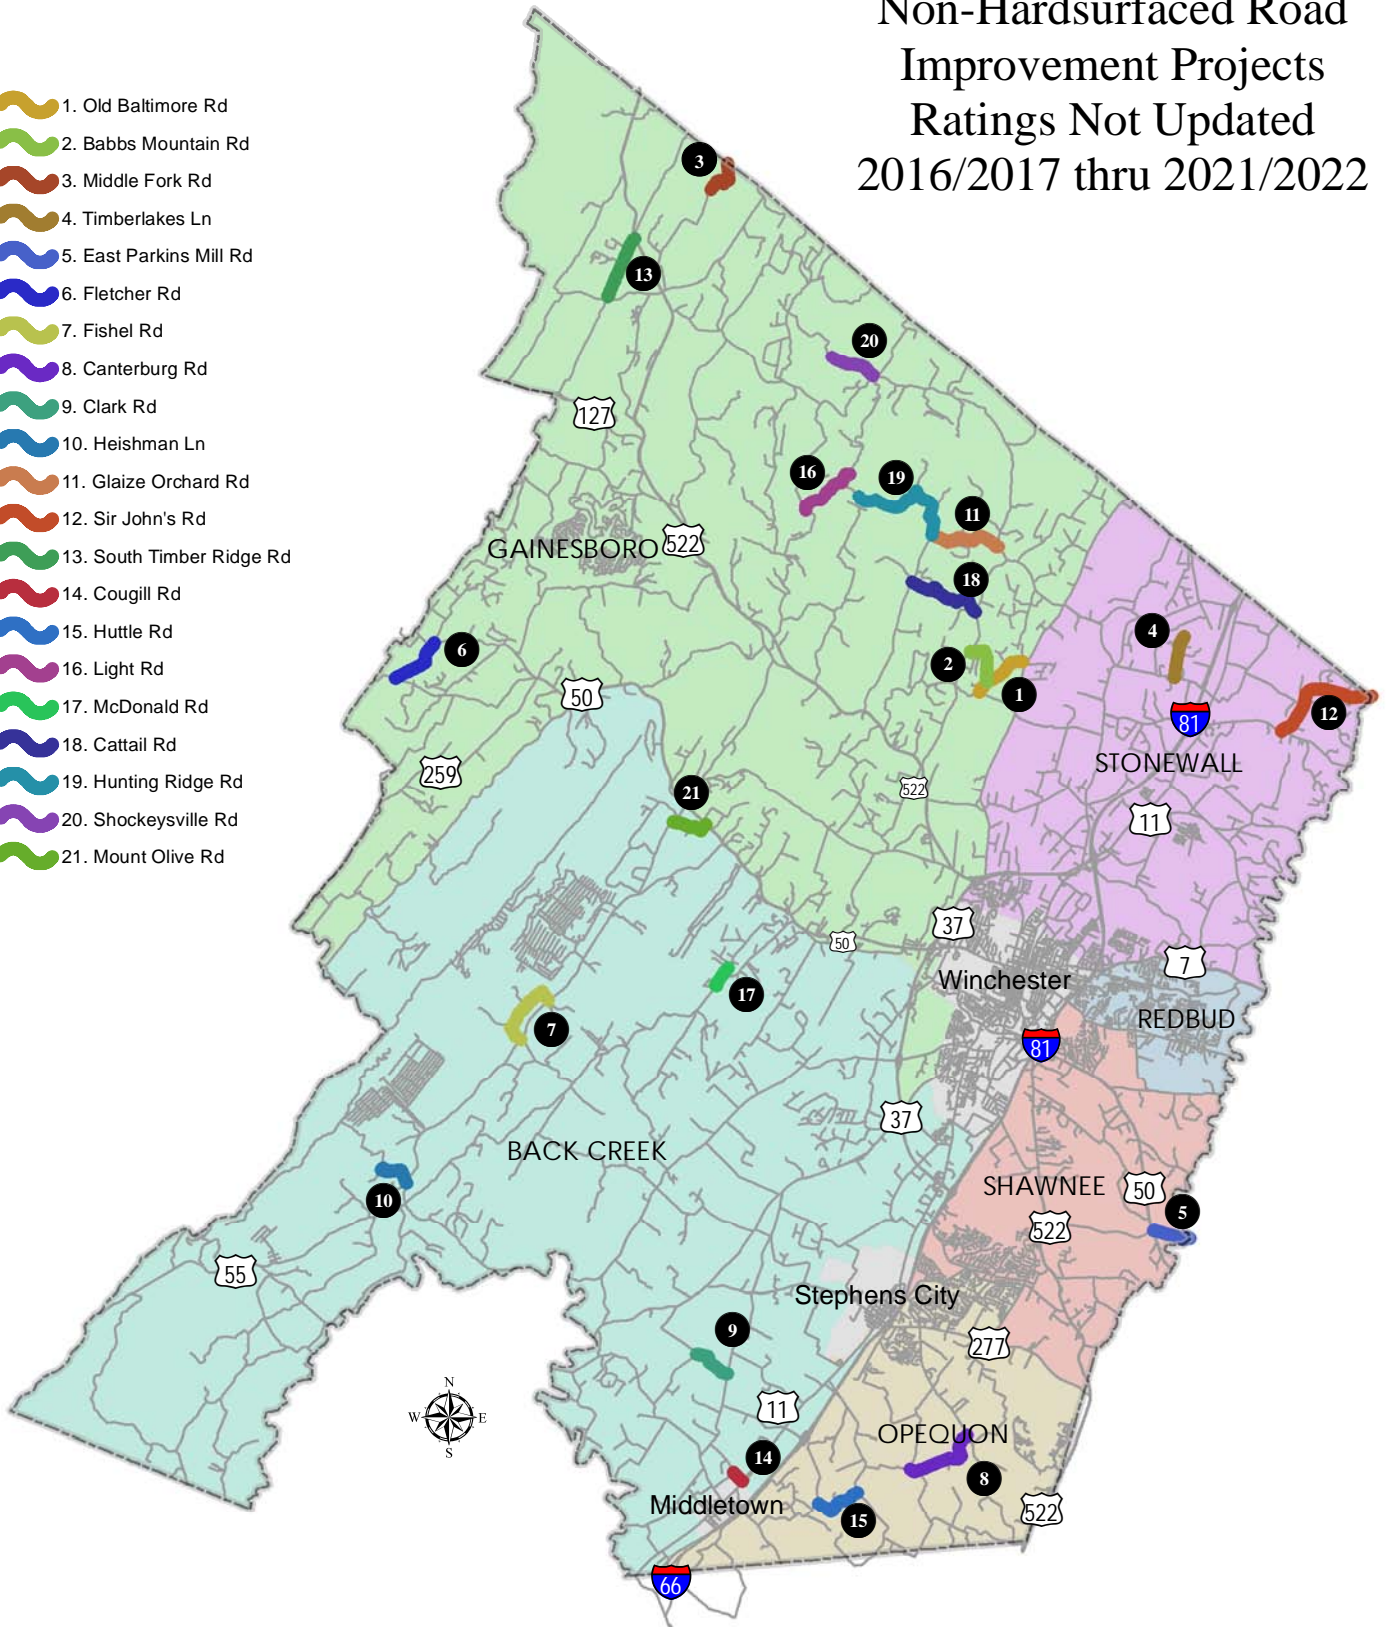 Non-Hardsurfaced Road
Improvement Projects
Ratings Not Updated
2016/2017 thru 2021/2022
1. Old Baltimore Rd
2. Babbs Mountain Rd
3. Middle Fork Rd
4. Timberlakes Ln
5. East Parkins Mill Rd
6. Fletcher Rd
7. Fishel Rd
8. Canterburg Rd
9. Clark Rd
10. Heishman Ln
11. Glaize Orchard Rd
12. Sir John's Rd
13. South Timber Ridge Rd
14. Cougill Rd
15. Huttle Rd
16. Light Rd
17. McDonald Rd
18. Cattail Rd
19. Hunting Ridge Rd
20. Shockeysville Rd
21. Mount Olive Rd
3
13
20
127
16
19
11
GAINESBORO
522
18
4
6
2
50
1
12
81
STONEWALL
259
21
522
11
37
50
7
Winchester
17
REDBUD
7
81
37
BACK CREEK
SHAWNEE
50
10
5
522
55
Stephens City
9
277
N
W
E
S
11
OPEQUON
14
8
Middletown
522
15
66